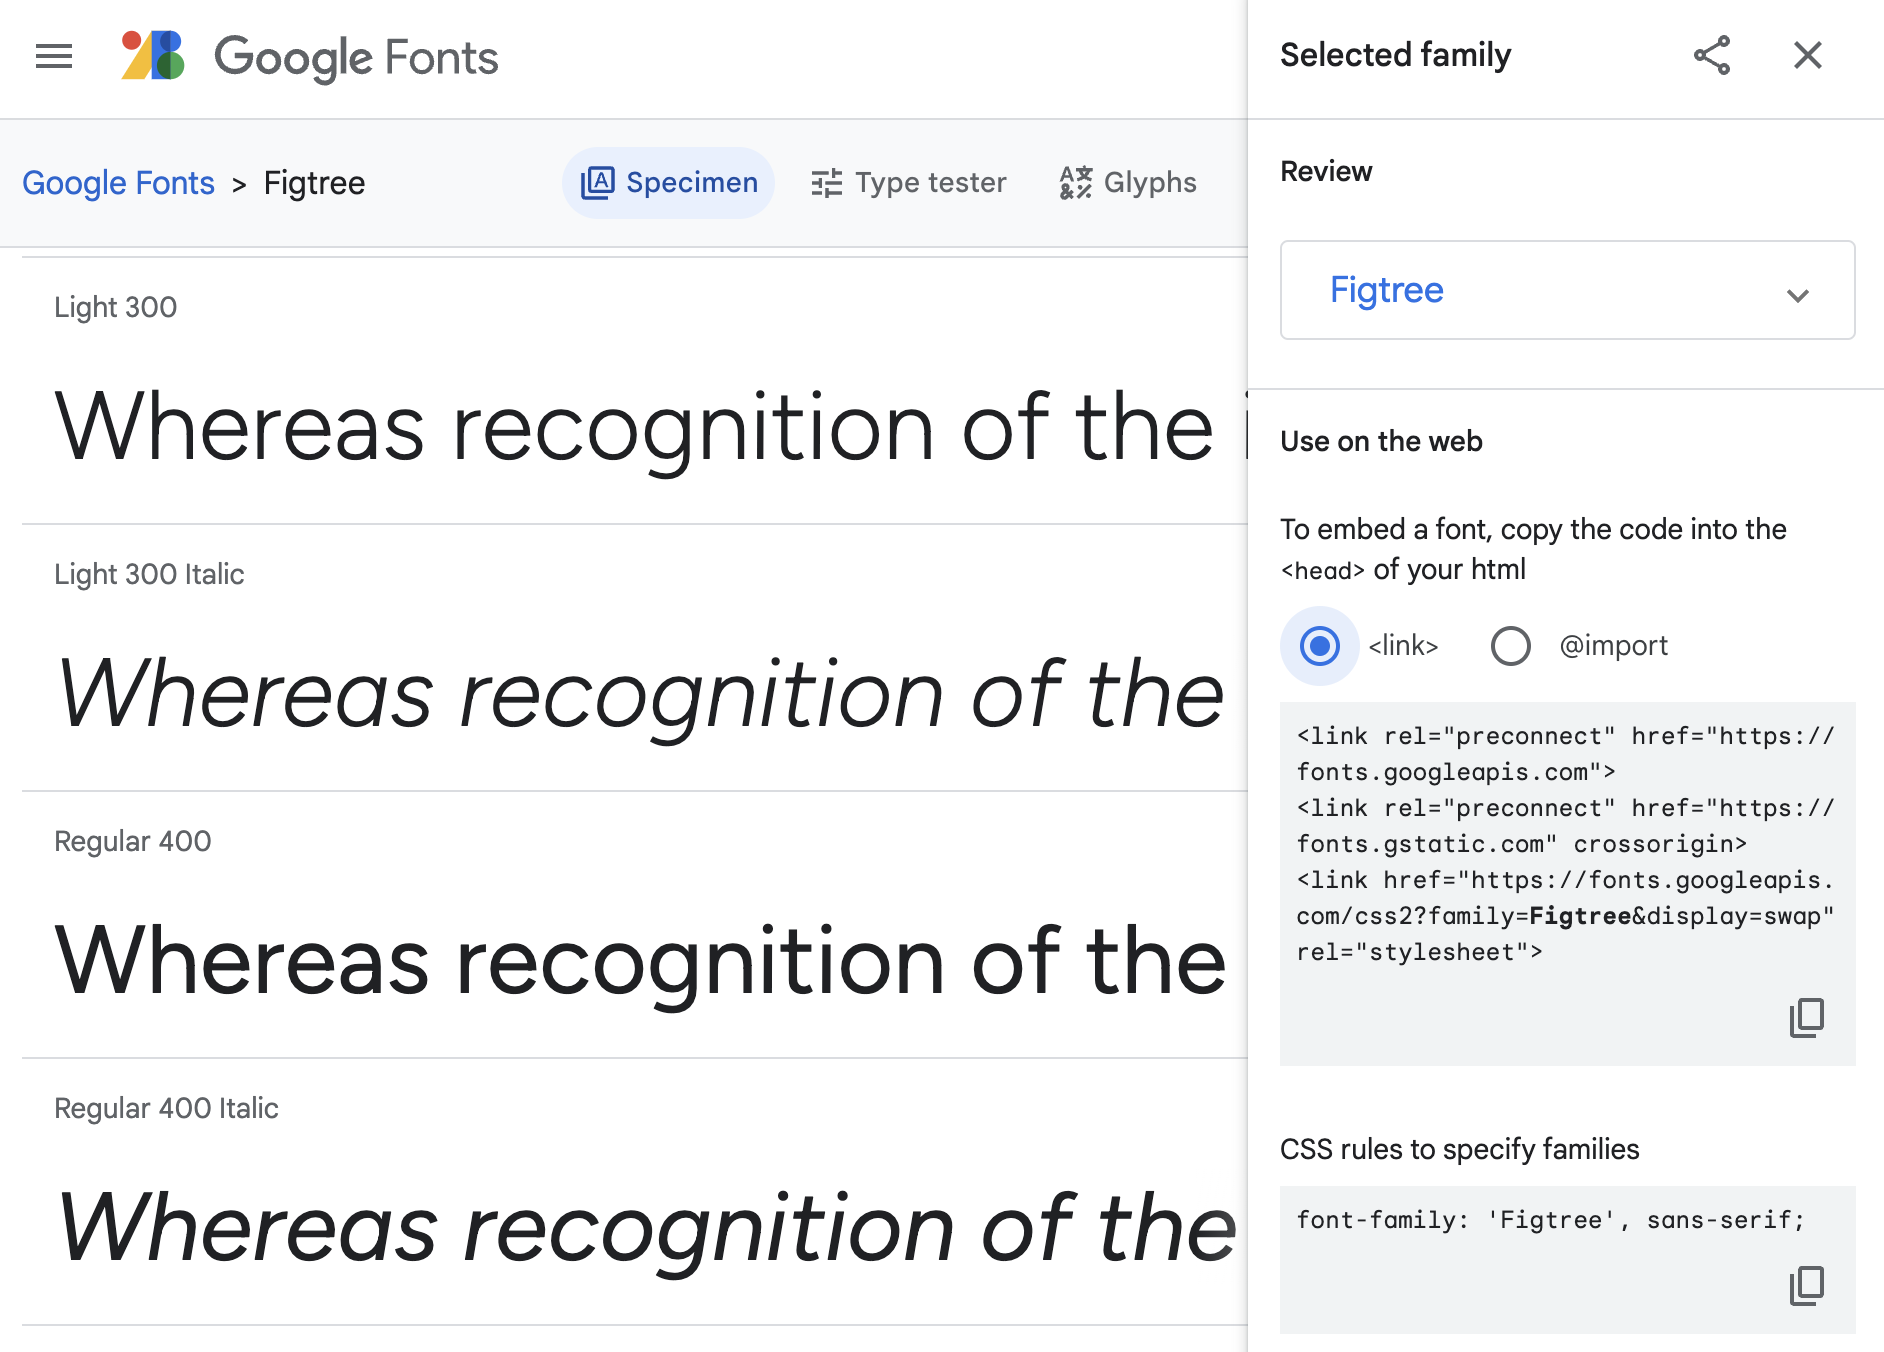 Google Fonts
Google Fonts > Figtree
Specimen
Type tester
Glyphs
Light 300
Whereas recognition of the
Light 300 Italic
Whereas recognition of the
Regular 400
Whereas recognition of the
Regular 400 Italic
Whereas recognition of the
Selected family
Review
Figtree
Use on the web
To embed a font, copy the code into the
<head> of your html
<link>
@import
<link rel="preconnect" href="https://
fonts.googleapis.com">
<link rel="preconnect" href="https://
fonts.gstatic.com" crossorigin>
<link href="https://fonts.googleapis.
com/css2?family=Figtree&display=swap"
rel="stylesheet">
CSS rules to specify families
font-family: 'Figtree', sans-serif;